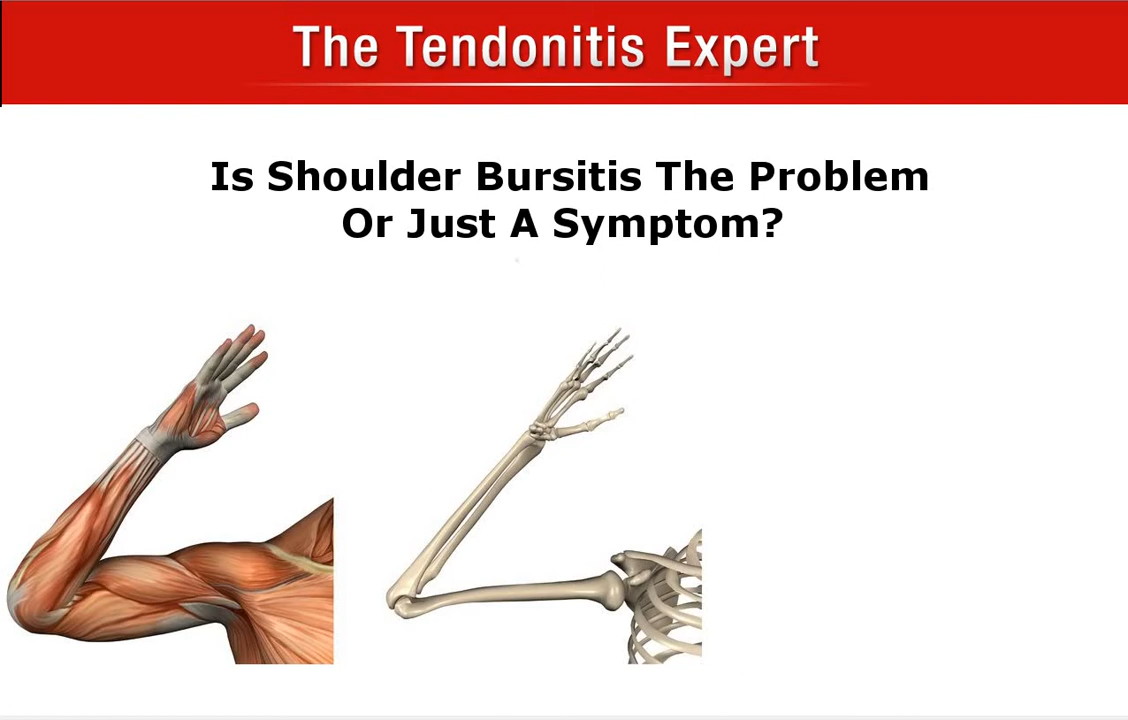 The Tendonitis Expert
Is Shoulder Bursitis The Problem
Or Just A Symptom?